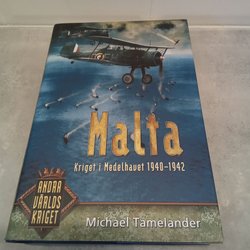 Malta
Kriget i Medelhavet 1940-1942
ANDRA
VÄRLDS
KRIGET
Michael Tamelander